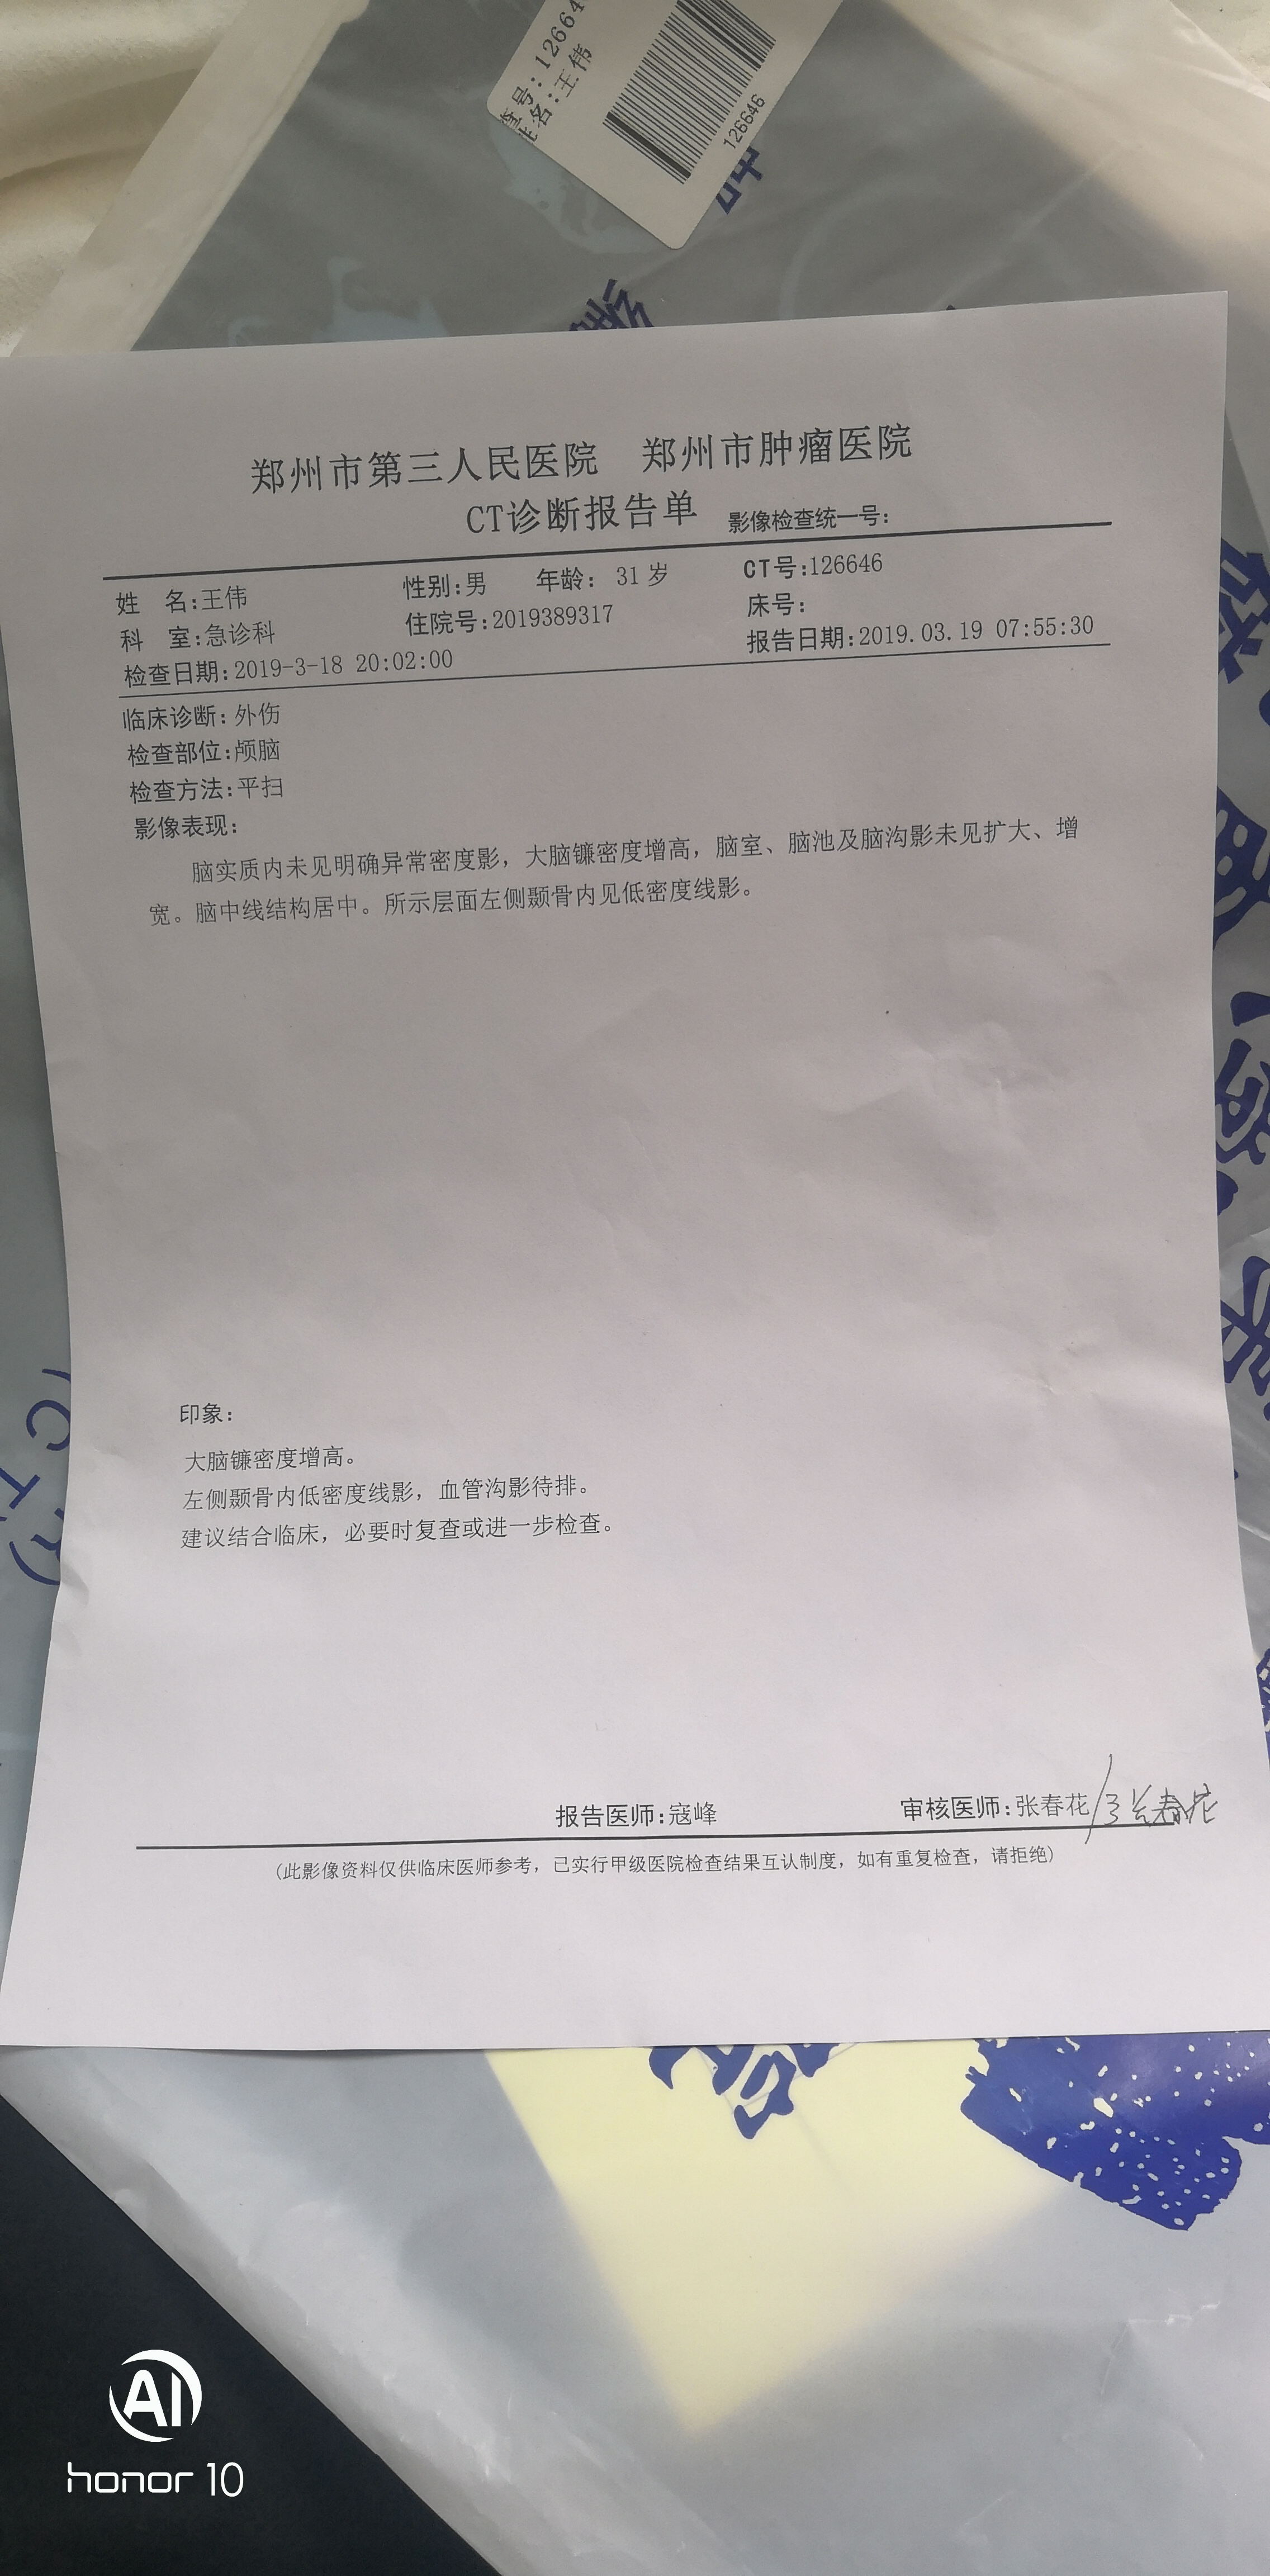 查号:12664
姓名:王伟
126646
郑州市第三人民医院 郑州市肿瘤医院
CT诊断报告单 影像检查统一号:
姓 名:王伟 性别:男 年龄: 31岁 CT号:126646
科 室:急诊科 住院号:2019389317 床号:
检查日期:2019-3-18 20:02:00 报告日期:2019.03.19 07:55:30
临床诊断:外伤
检查部位:颅脑
检查方法:平扫
影像表现:
脑实质内未见明确异常密度影，大脑镰密度增高，脑室、脑池及脑沟影未见扩大、增
宽。脑中线结构居中。所示层面左侧颞骨内见低密度线影。
印象:
大脑镰密度增高。
左侧颞骨内低密度线影，血管沟影待排。
建议结合临床，必要时复查或进一步检查。
报告医师:寇峰 审核医师:张春花/张春花
(此影像资料仅供临床医师参考，已实行甲级医院检查结果互认制度，如有重复检查，请拒绝)
AI
honor 10